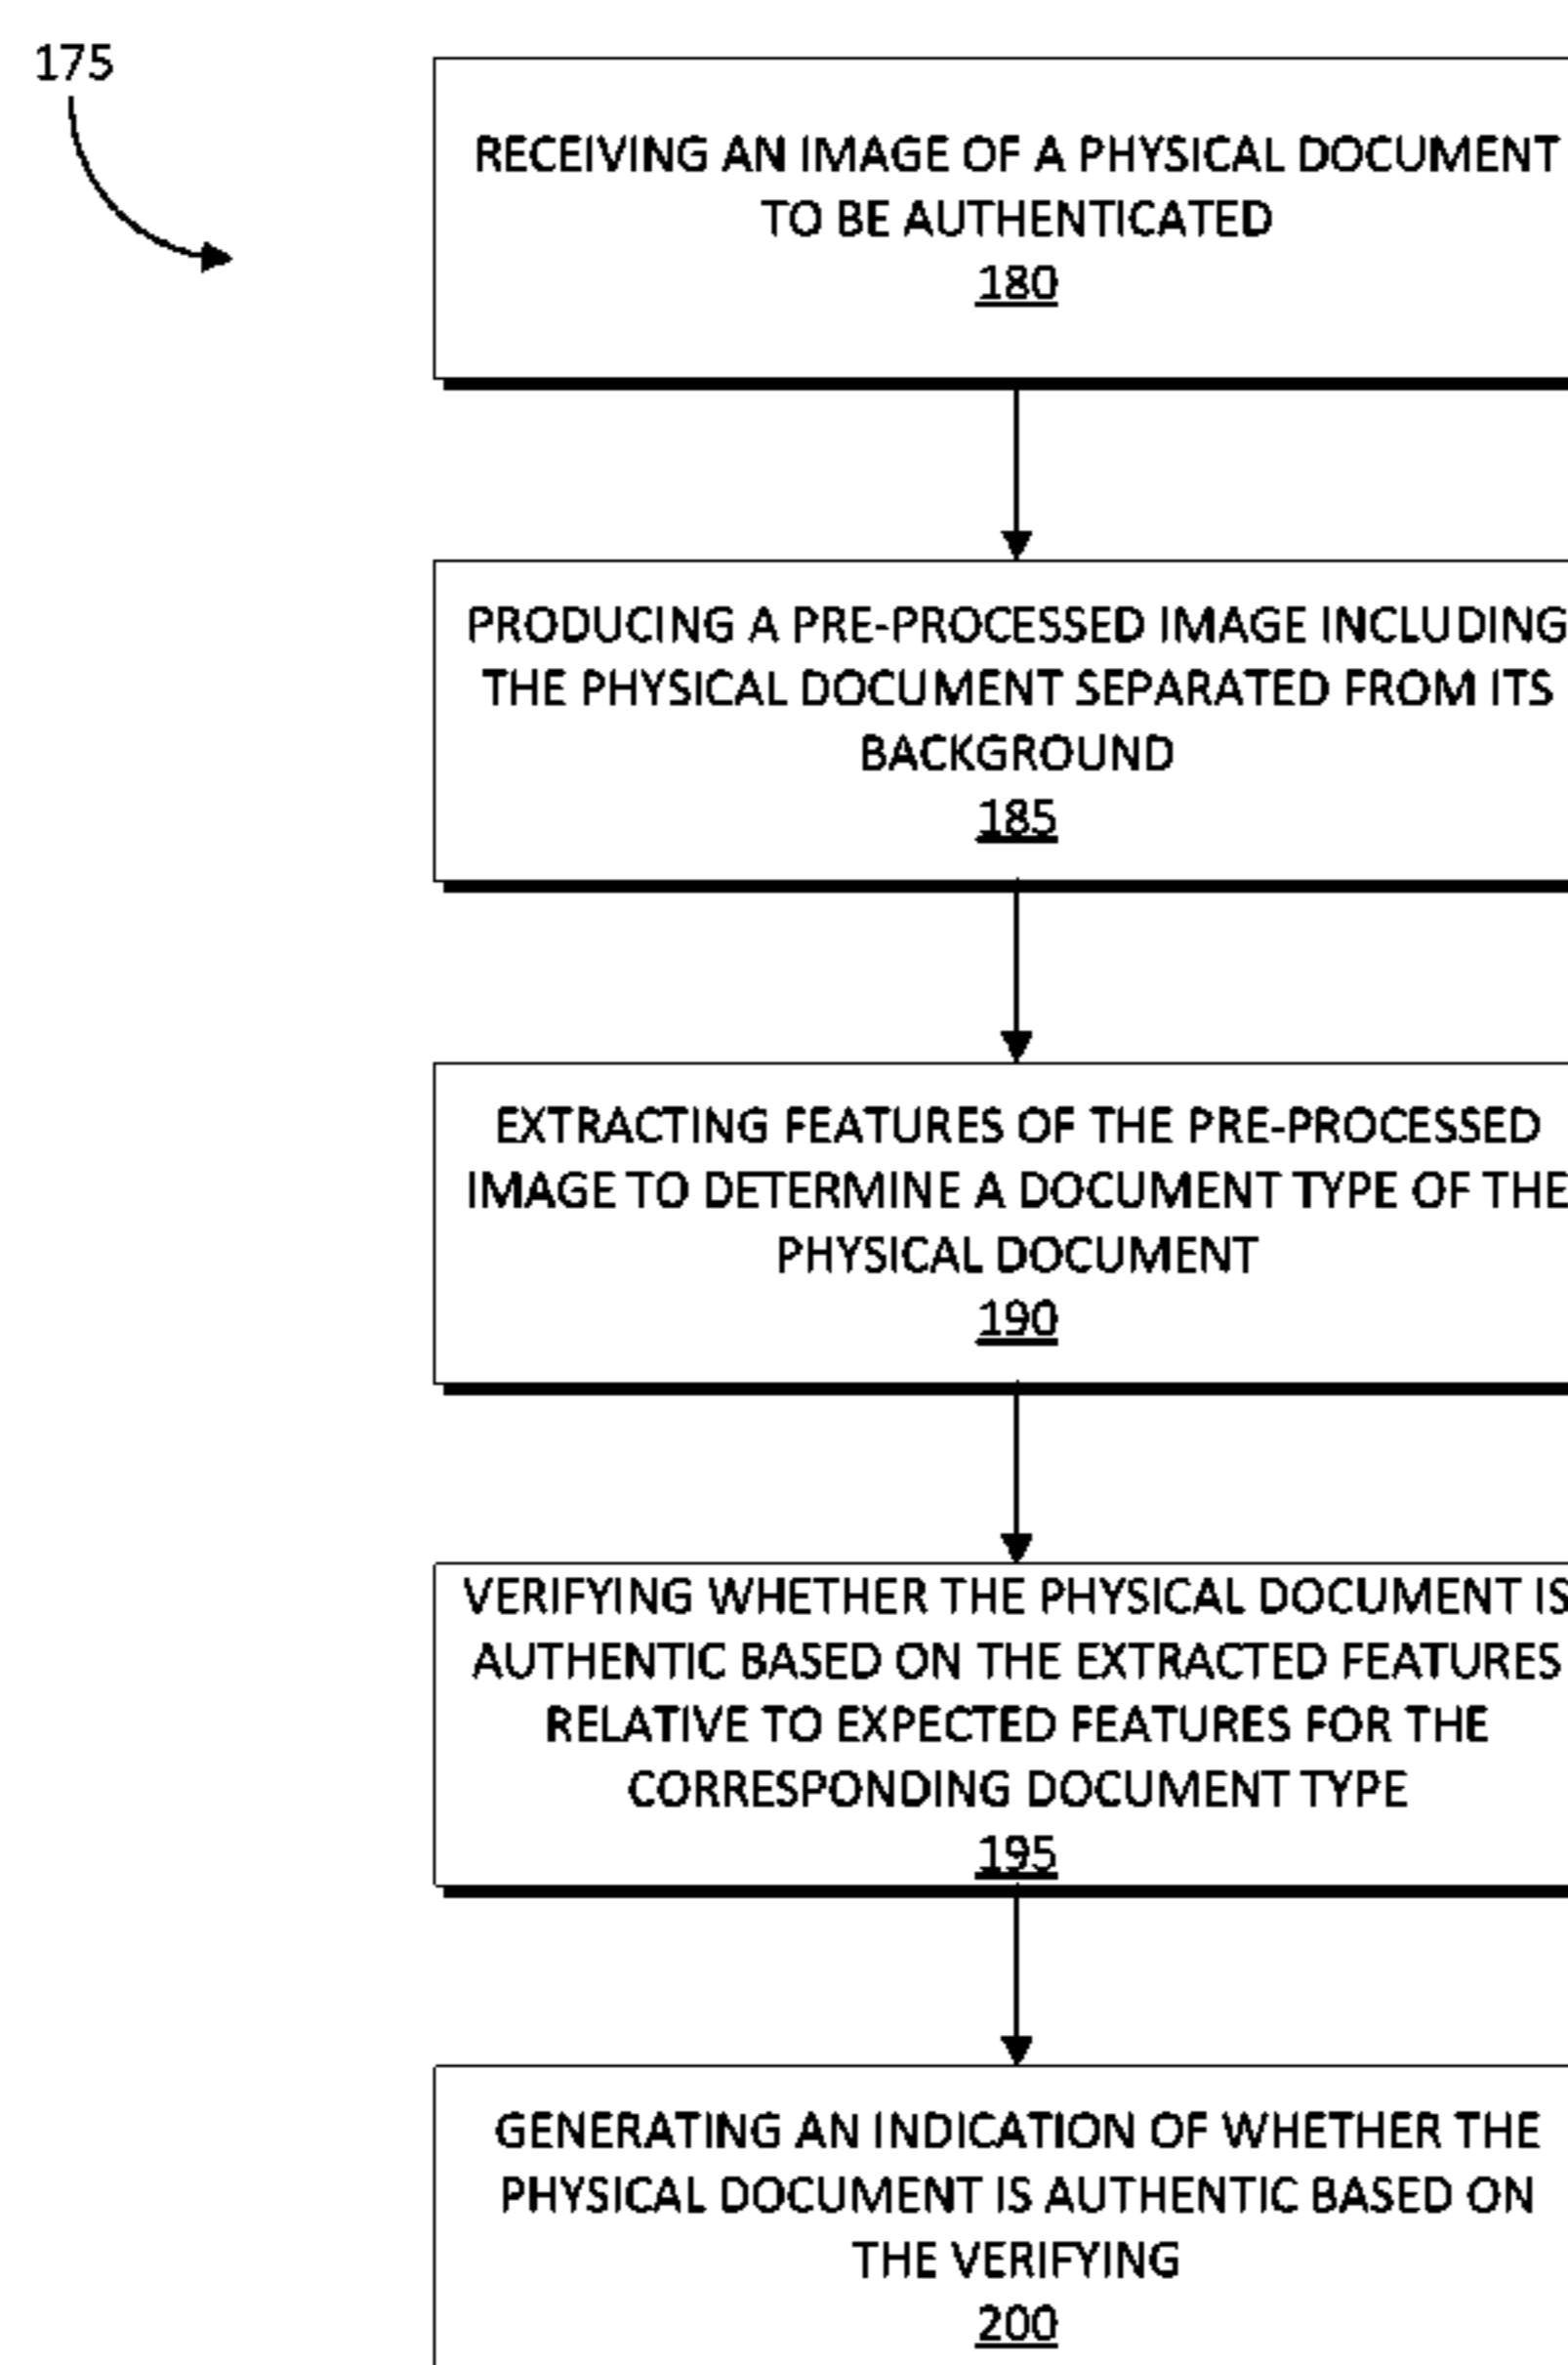 175
RECEIVING AN IMAGE OF A PHYSICAL DOCUMENT
TO BE AUTHENTICATED
180
PRODUCING A PRE-PROCESSED IMAGE INCLUDING
THE PHYSICAL DOCUMENT SEPARATED FROM ITS
BACKGROUND
185
EXTRACTING FEATURES OF THE PRE-PROCESSED
IMAGE TO DETERMINE A DOCUMENT TYPE OF THE
PHYSICAL DOCUMENT
190
VERIFYING WHETHER THE PHYSICAL DOCUMENT IS
AUTHENTIC BASED ON THE EXTRACTED FEATURES
RELATIVE TO EXPECTED FEATURES FOR THE
CORRESPONDING DOCUMENT TYPE
195
GENERATING AN INDICATION OF WHETHER THE
PHYSICAL DOCUMENT IS AUTHENTIC BASED ON
THE VERIFYING
200